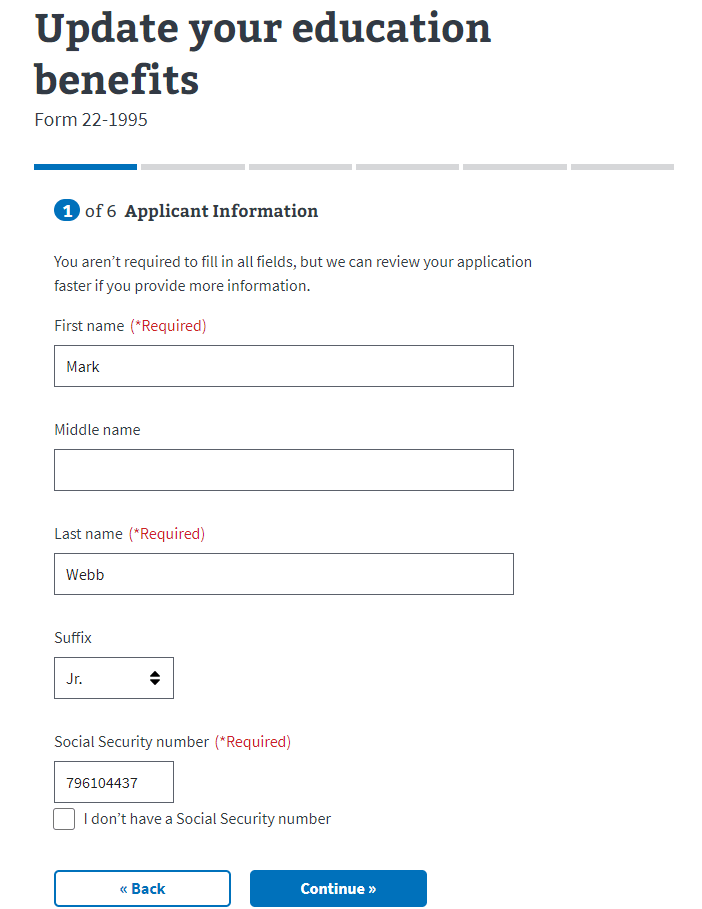 Update your education
benefits
Form 22-1995
1 of 6 Applicant Information
You aren’t required to fill in all fields, but we can review your application
faster if you provide more information.
First name (*Required)
Mark
Middle name
Last name (*Required)
Webb
Suffix
Jr.
Social Security number (*Required)
796104437
I don’t have a Social Security number
« Back
Continue »